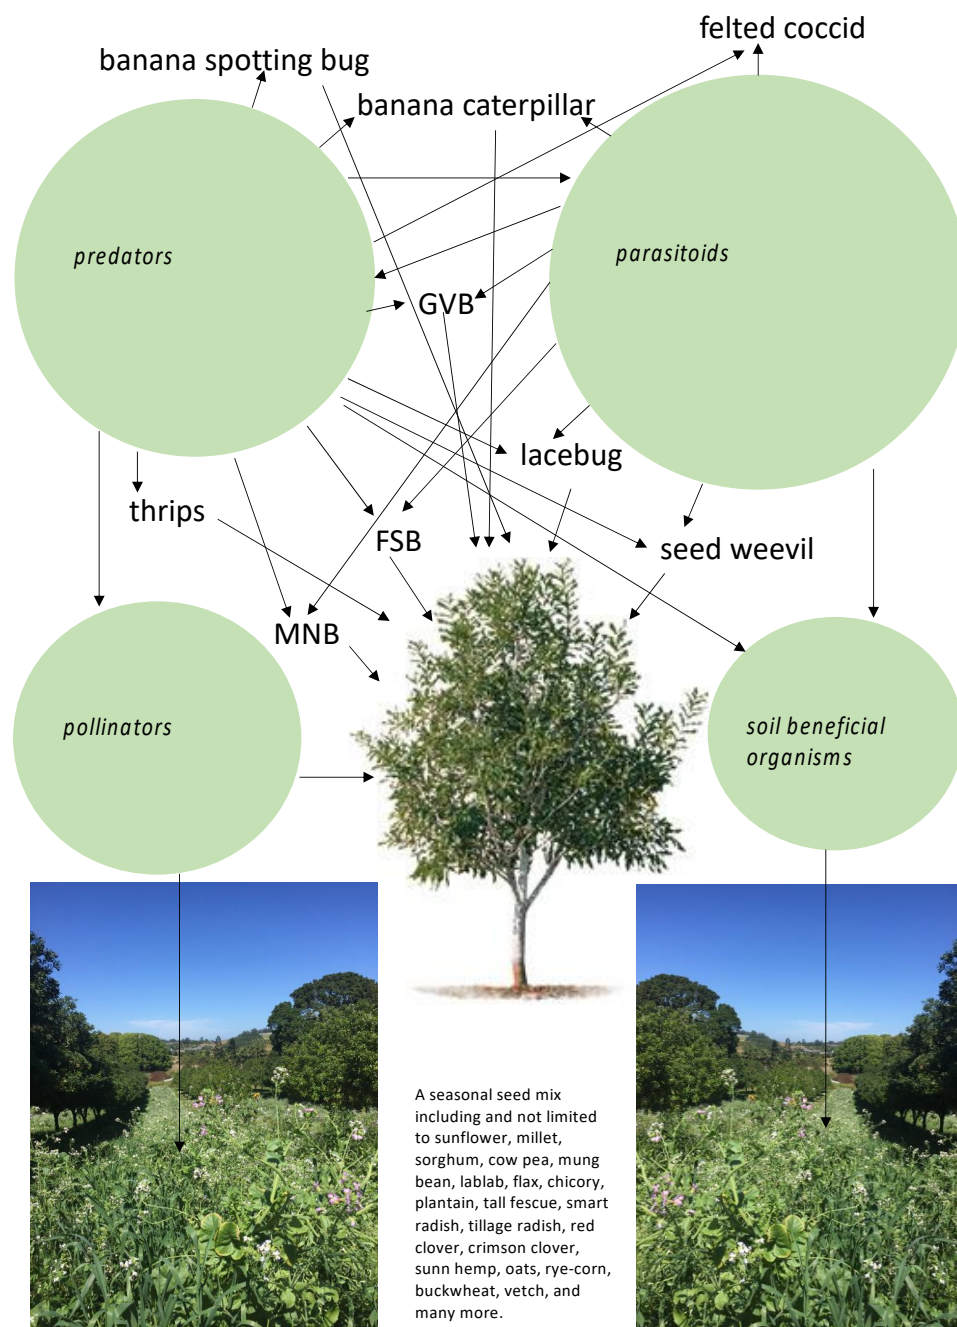 felted coccid
banana spotting bug
banana caterpillar
predators
parasitoids
GVB
lacebug
thrips
FSB
seed weevil
MNB
pollinators
soil beneficial
organisms
A seasonal seed mix
including and not limited
to sunflower, millet,
sorghum, cow pea, mung
bean, lablab, flax, chicory,
plantain, tall fescue, smart
radish, tillage radish, red
clover, crimson clover,
sunn hemp, oats, rye-corn,
buckwheat, vetch, and
many more.